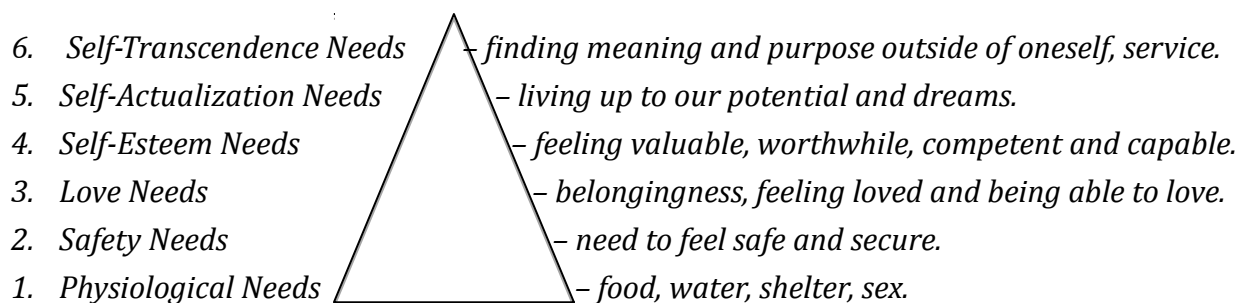 6. Self-Transcendence Needs – finding meaning and purpose outside of oneself, service.
5. Self-Actualization Needs – living up to our potential and dreams.
4. Self-Esteem Needs – feeling valuable, worthwhile, competent and capable.
3. Love Needs – belongingness, feeling loved and being able to love.
2. Safety Needs – need to feel safe and secure.
1. Physiological Needs – food, water, shelter, sex.